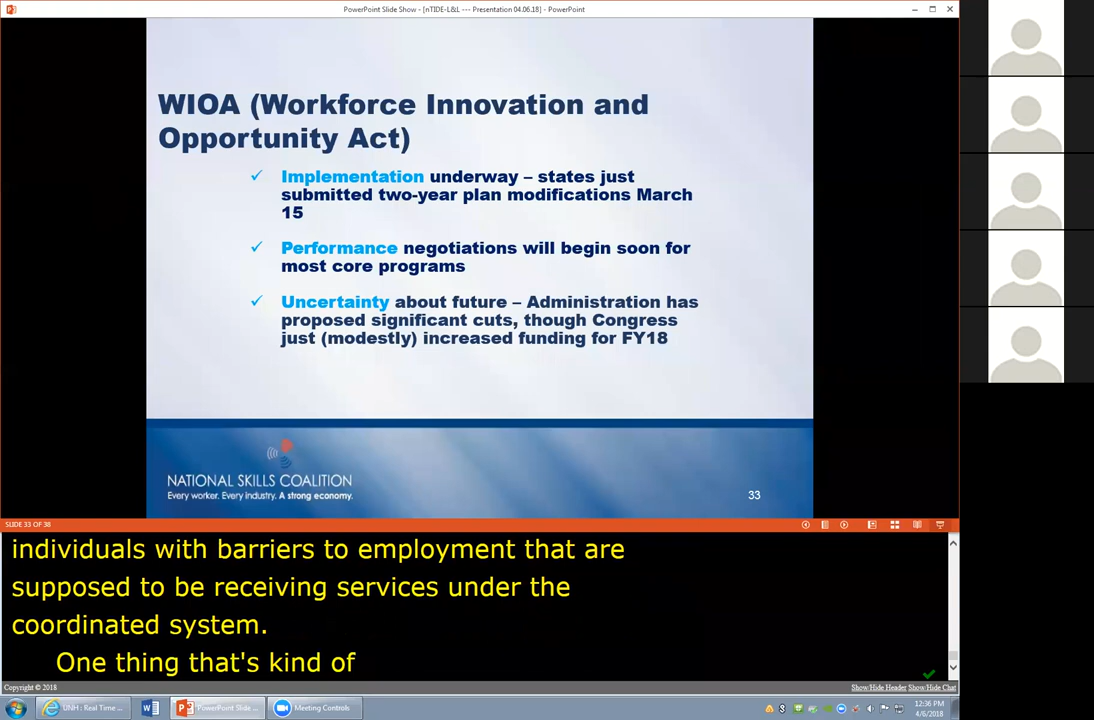 PowerPoint Slide Show - [nTIDE-L&L --- Presentation 04.06.18] - PowerPoint
WIOA (Workforce Innovation and
Opportunity Act)
✓ Implementation underway – states just
submitted two-year plan modifications March
15
✓ Performance negotiations will begin soon for
most core programs
✓ Uncertainty about future – Administration has
proposed significant cuts, though Congress
just (modestly) increased funding for FY18
NATIONAL SKILLS COALITION
Every worker. Every industry. A strong economy.
33
SLIDE 33 OF 38
individuals with barriers to employment that are
supposed to be receiving services under the
coordinated system.
One thing that's kind of
Copyright © 2018
Show/Hide Header Show/Hide Chat
UNH : Real Time ...
PowerPoint Slide ...
Meeting Controls
12:36 PM
4/6/2018